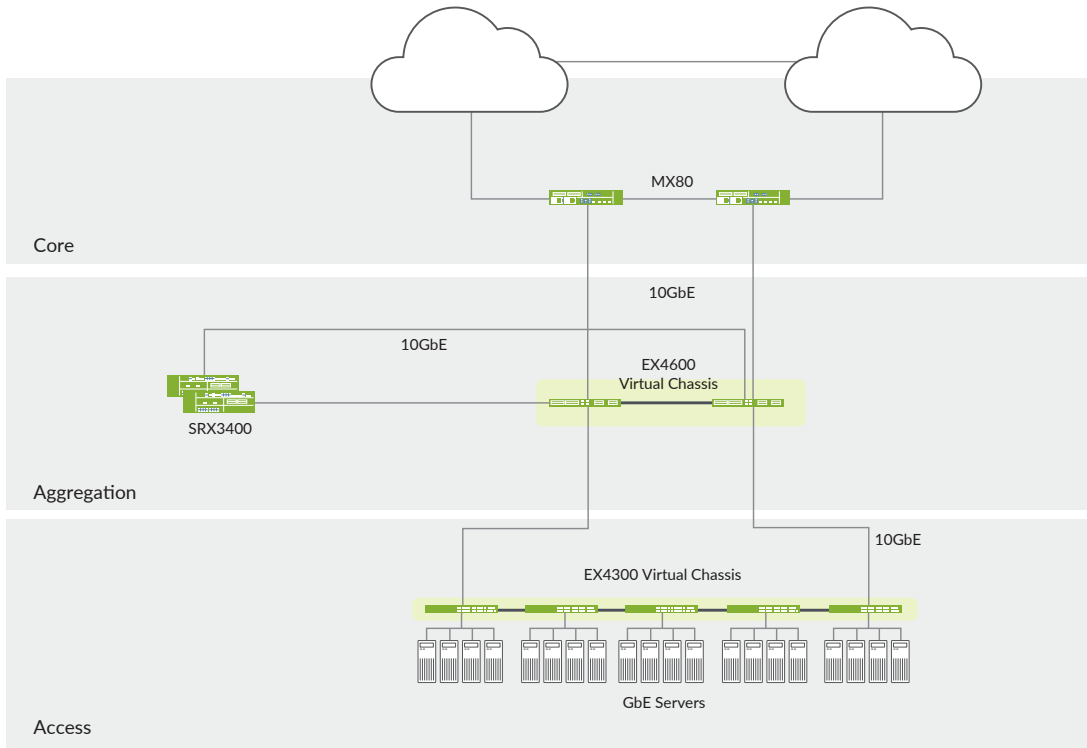 MX80
Core
10GbE
10GbE
EX4600
Virtual Chassis
SRX3400
Aggregation
10GbE
EX4300 Virtual Chassis
GbE Servers
Access